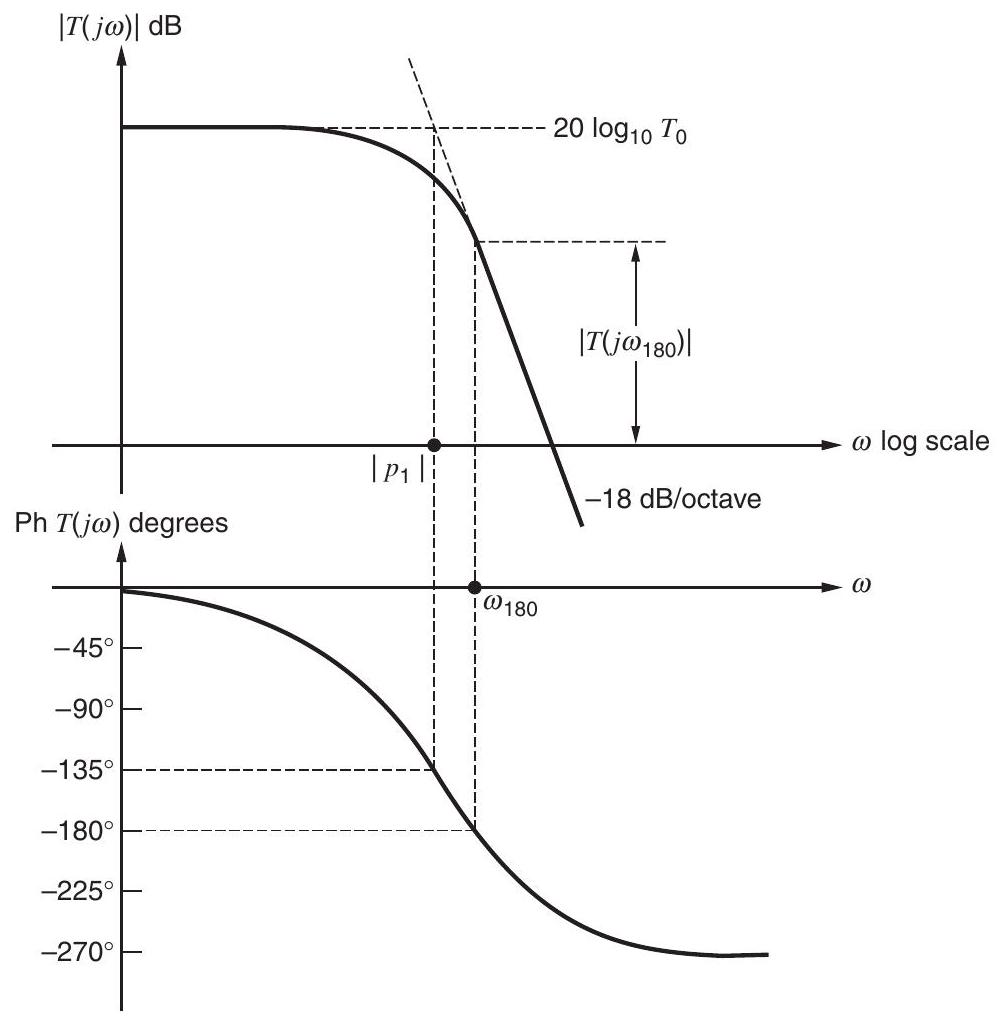 |T(jω)| dB
20 log₁₀ T₀
|T(jω₁₈₀)|
ω log scale
|p₁|
–18 dB/octave
Ph T(jω) degrees
ω
ω₁₈₀
–45°
–90°
–135°
–180°
–225°
–270°